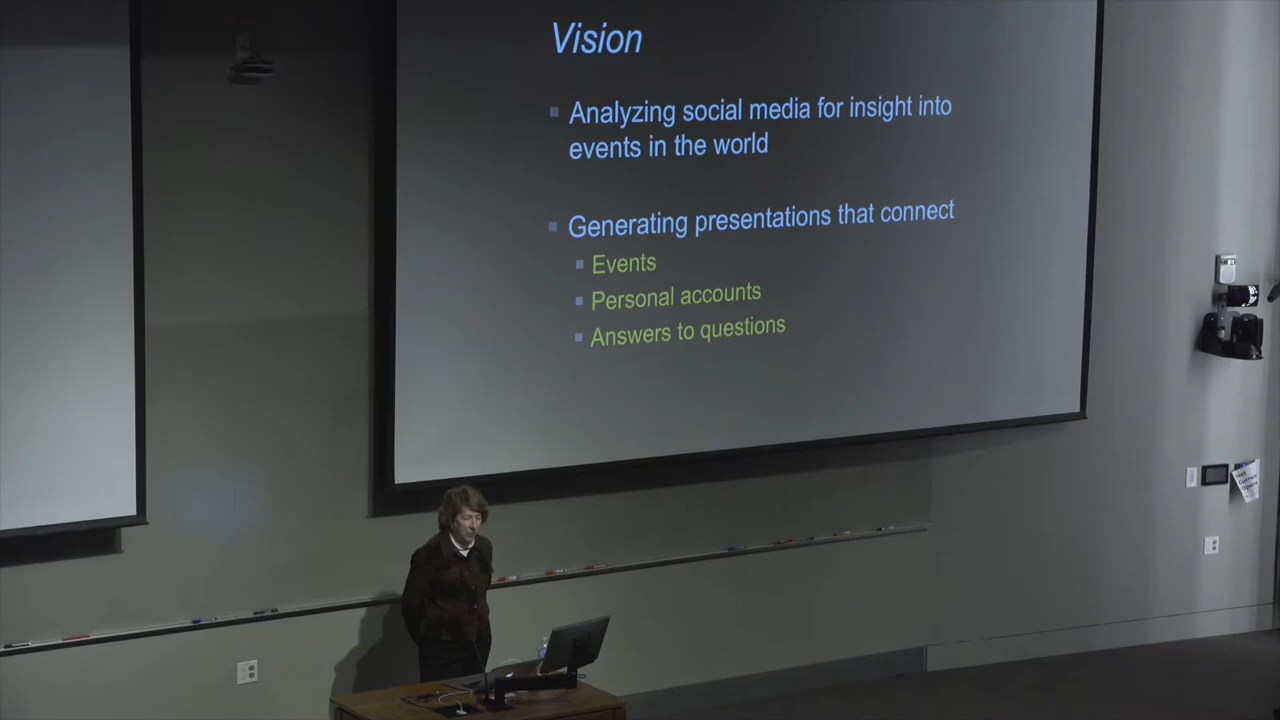 Vision
Analyzing social media for insight into
events in the world
Generating presentations that connect
Events
Personal accounts
Answers to questions
Not